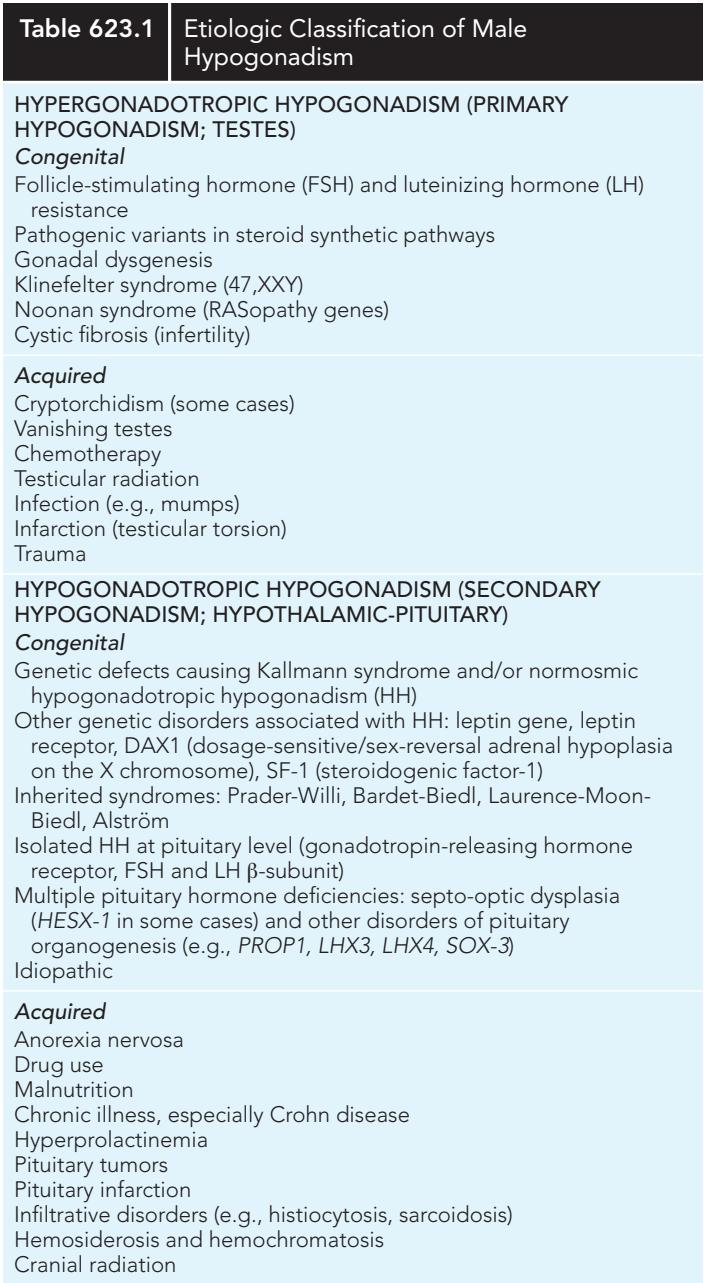 Table 623.1
Etiologic Classification of Male
Hypogonadism
HYPERGONADOTROPIC HYPOGONADISM (PRIMARY
HYPOGONADISM; TESTES)
Congenital
Follicle-stimulating hormone (FSH) and luteinizing hormone (LH)
resistance
Pathogenic variants in steroid synthetic pathways
Gonadal dysgenesis
Klinefelter syndrome (47,XXY)
Noonan syndrome (RASopathy genes)
Cystic fibrosis (infertility)
Acquired
Cryptorchidism (some cases)
Vanishing testes
Chemotherapy
Testicular radiation
Infection (e.g., mumps)
Infarction (testicular torsion)
Trauma
HYPOGONADOTROPIC HYPOGONADISM (SECONDARY
HYPOGONADISM; HYPOTHALAMIC-PITUITARY)
Congenital
Genetic defects causing Kallmann syndrome and/or normosmic
hypogonadotropic hypogonadism (HH)
Other genetic disorders associated with HH: leptin gene, leptin
receptor, DAX1 (dosage-sensitive/sex-reversal adrenal hypoplasia
on the X chromosome), SF-1 (steroidogenic factor-1)
Inherited syndromes: Prader-Willi, Bardet-Biedl, Laurence-Moon-
Biedl, Alström
Isolated HH at pituitary level (gonadotropin-releasing hormone
receptor, FSH and LH β-subunit)
Multiple pituitary hormone deficiencies: septo-optic dysplasia
(HESX-1 in some cases) and other disorders of pituitary
organogenesis (e.g., PROP1, LHX3, LHX4, SOX-3)
Idiopathic
Acquired
Anorexia nervosa
Drug use
Malnutrition
Chronic illness, especially Crohn disease
Hyperprolactinemia
Pituitary tumors
Pituitary infarction
Infiltrative disorders (e.g., histiocytosis, sarcoidosis)
Hemosiderosis and hemochromatosis
Cranial radiation